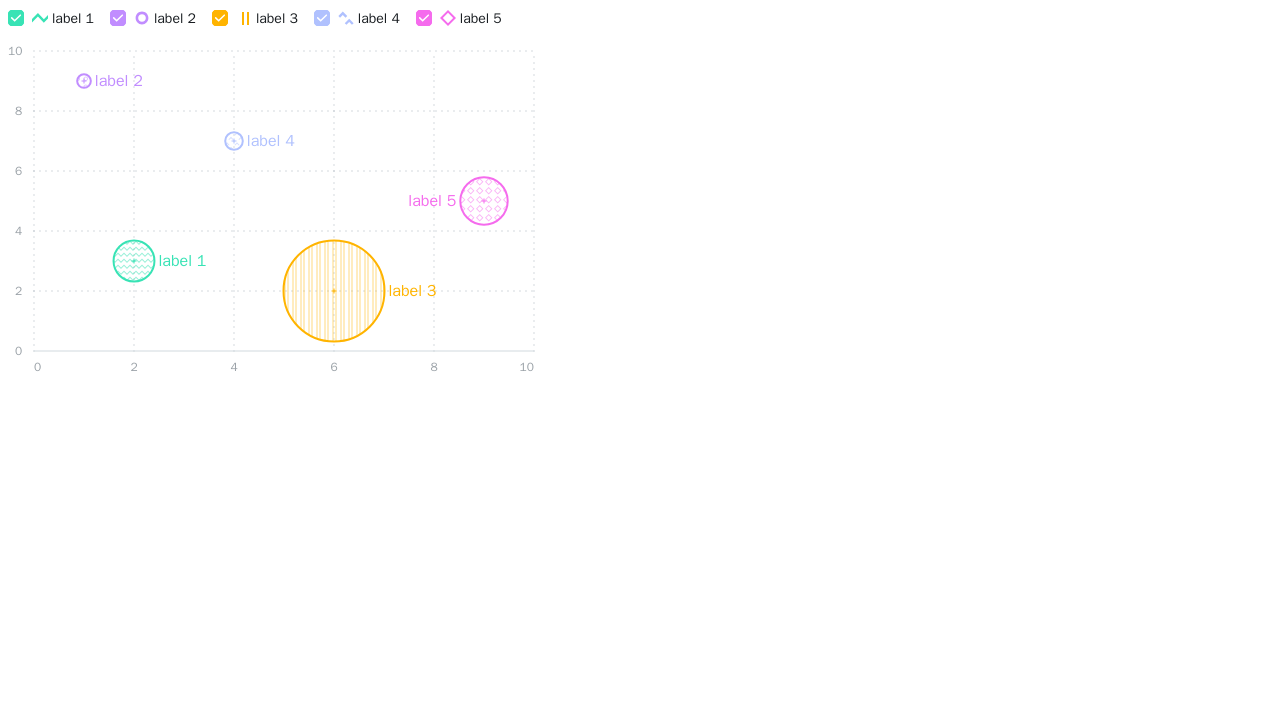 label 1 label 2 label 3 label 4 label 5
10
label 2
8
label 4
6
label 5
4
label 1
2
label 3
0
0 2 4 6 8 10